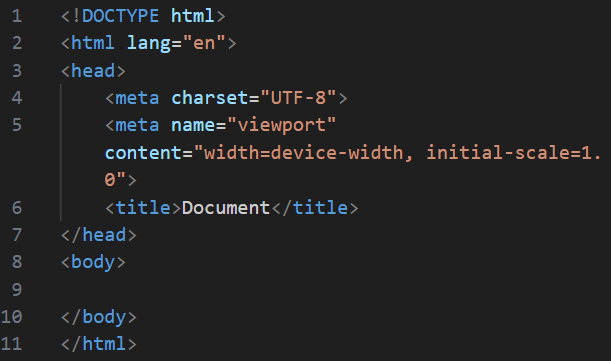 1 <!DOCTYPE html>
2 <html lang="en">
3 <head>
4 <meta charset="UTF-8">
5 <meta name="viewport"
content="width=device-width, initial-scale=1.
0">
6 <title>Document</title>
7 </head>
8 <body>
9
10 </body>
11 </html>